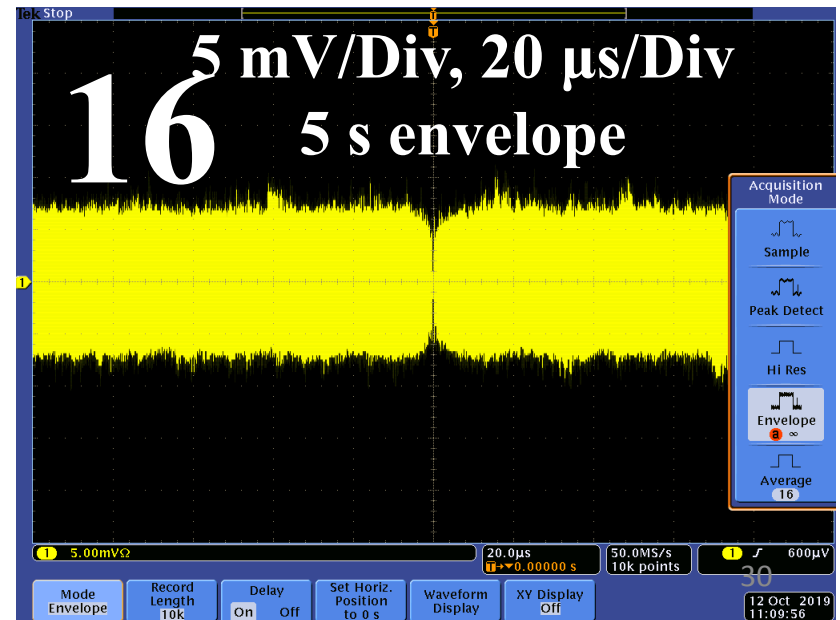 Tek Stop
T
T
5 mV/Div, 20 µs/Div
16
5 s envelope
Acquisition
Mode
Sample
Peak Detect
Hi Res
Envelope
a ∞
Average
16
1
1 5.00mVΩ
20.0µs
T→▼0.00000 s
50.0MS/s
10k points
1 ƒ 600µV
30
Mode
Envelope
Record
Length
10k
Delay
On Off
Set Horiz.
Position
to 0 s
Waveform
Display
XY Display
Off
12 Oct 2019
11:09:56